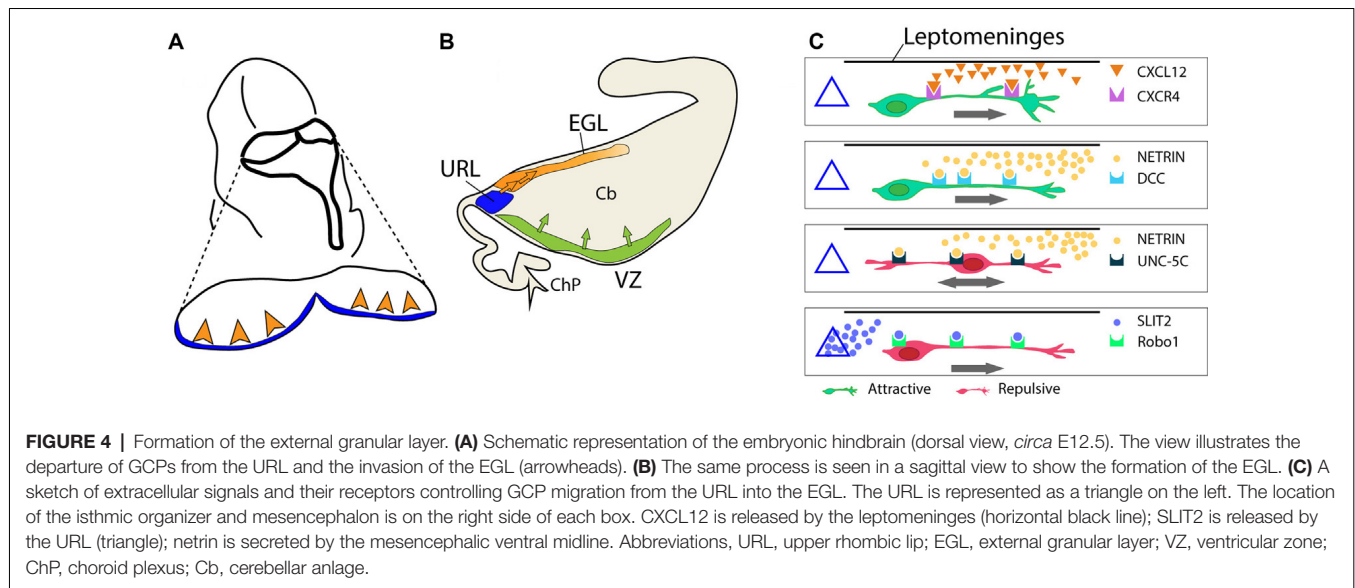 A
B
C
Leptomeninges
CXCL12
CXCR4
EGL
URL
Cb
NETRIN
DCC
NETRIN
UNC-5C
ChP
VZ
SLIT2
Robo1
Attractive
Repulsive
FIGURE 4 | Formation of the external granular layer. (A) Schematic representation of the embryonic hindbrain (dorsal view, circa E12.5). The view illustrates the
departure of GCPs from the URL and the invasion of the EGL (arrowheads). (B) The same process is seen in a sagittal view to show the formation of the EGL. (C) A
sketch of extracellular signals and their receptors controlling GCP migration from the URL into the EGL. The URL is represented as a triangle on the left. The location
of the isthmic organizer and mesencephalon is on the right side of each box. CXCL12 is released by the leptomeninges (horizontal black line); SLIT2 is released by
the URL (triangle); netrin is secreted by the mesencephalic ventral midline. Abbreviations, URL, upper rhombic lip; EGL, external granular layer; VZ, ventricular zone;
ChP, choroid plexus; Cb, cerebellar anlage.